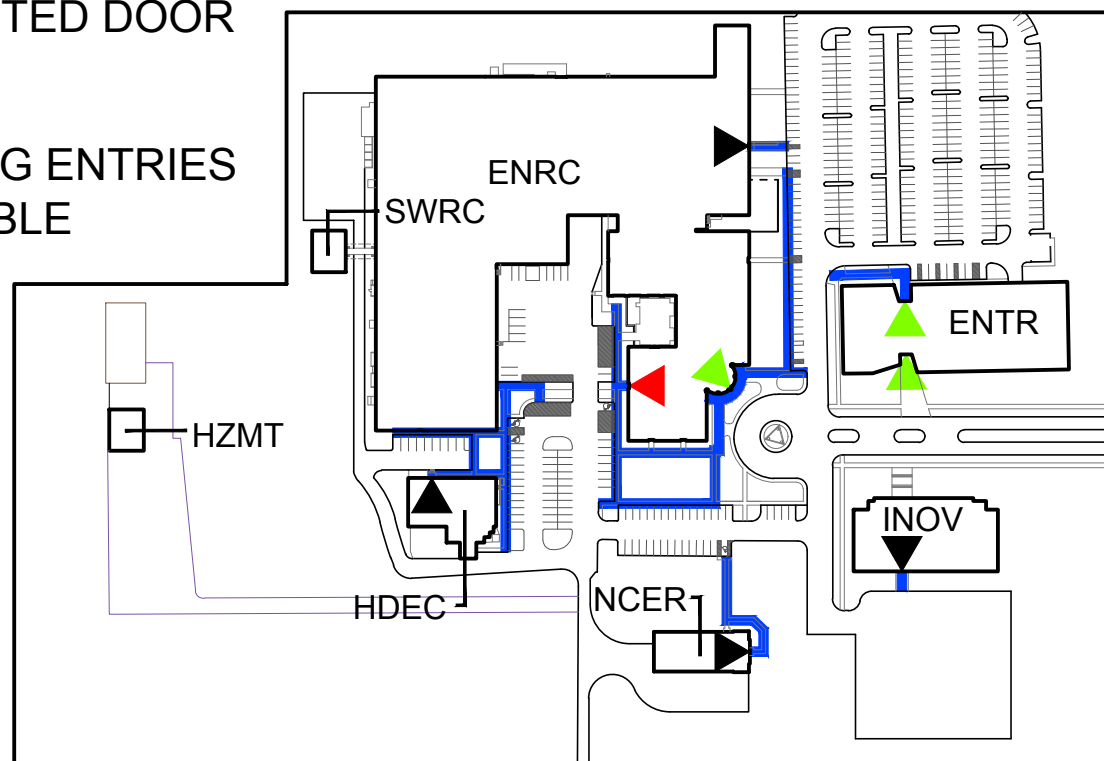 TED DOOR
G ENTRIES
BLE
ENRC
SWRC
ENTR
HZMT
INOV
HDEC
NCER